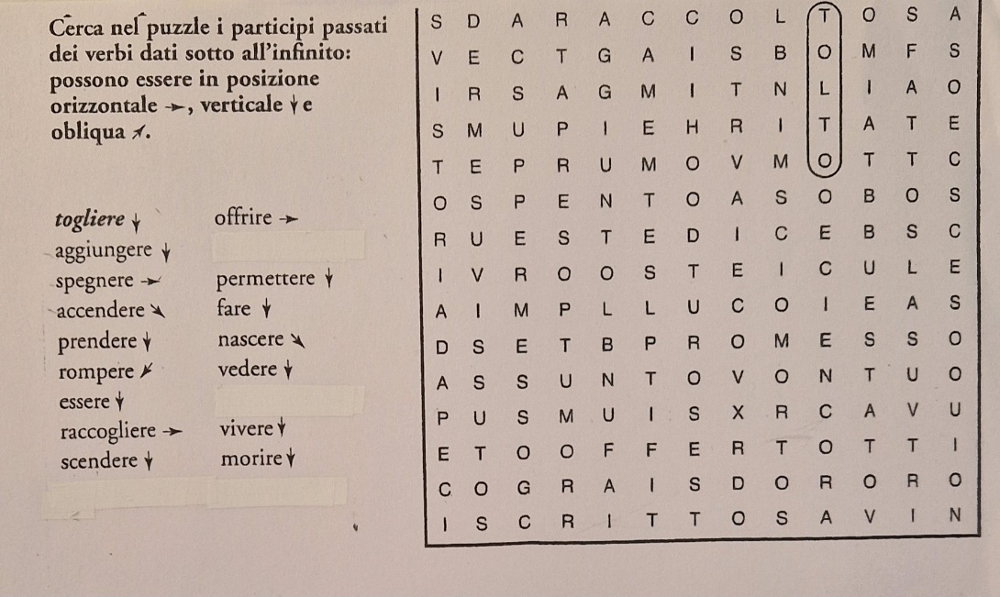 Cerca nel puzzle i participi passati
dei verbi dati sotto all'infinito:
possono essere in posizione
orizzontale →, verticale ↓ e
obliqua ↗.
togliere ↓
aggiungere ↓
spegnere →
accendere ↘
prendere ↓
rompere ↙
essere ↓
raccogliere →
scendere ↓
offrire →
permettere ↓
fare ↓
nascere ↘
vedere ↓
vivere ↓
morire ↓
S D A R A C C O L T O S A
V E C T G A I S B O M F S
I R S A G M I T N L I A O
S M U P I E H R I T A T E
T E P R U M O V M O T T C
O S P E N T O A S O B O S
R U E S T E D I C E B S C
I V R O O S T E I C U L E
A I M P L L U C O I E A S
D S E T B P R O M E S S O
A S S U N T O V O N T U O
P U S M U I S X R C A V U
E T O O F F E R T O T T I
C O G R A I S D O R O R O
I S C R I T T O S A V I N